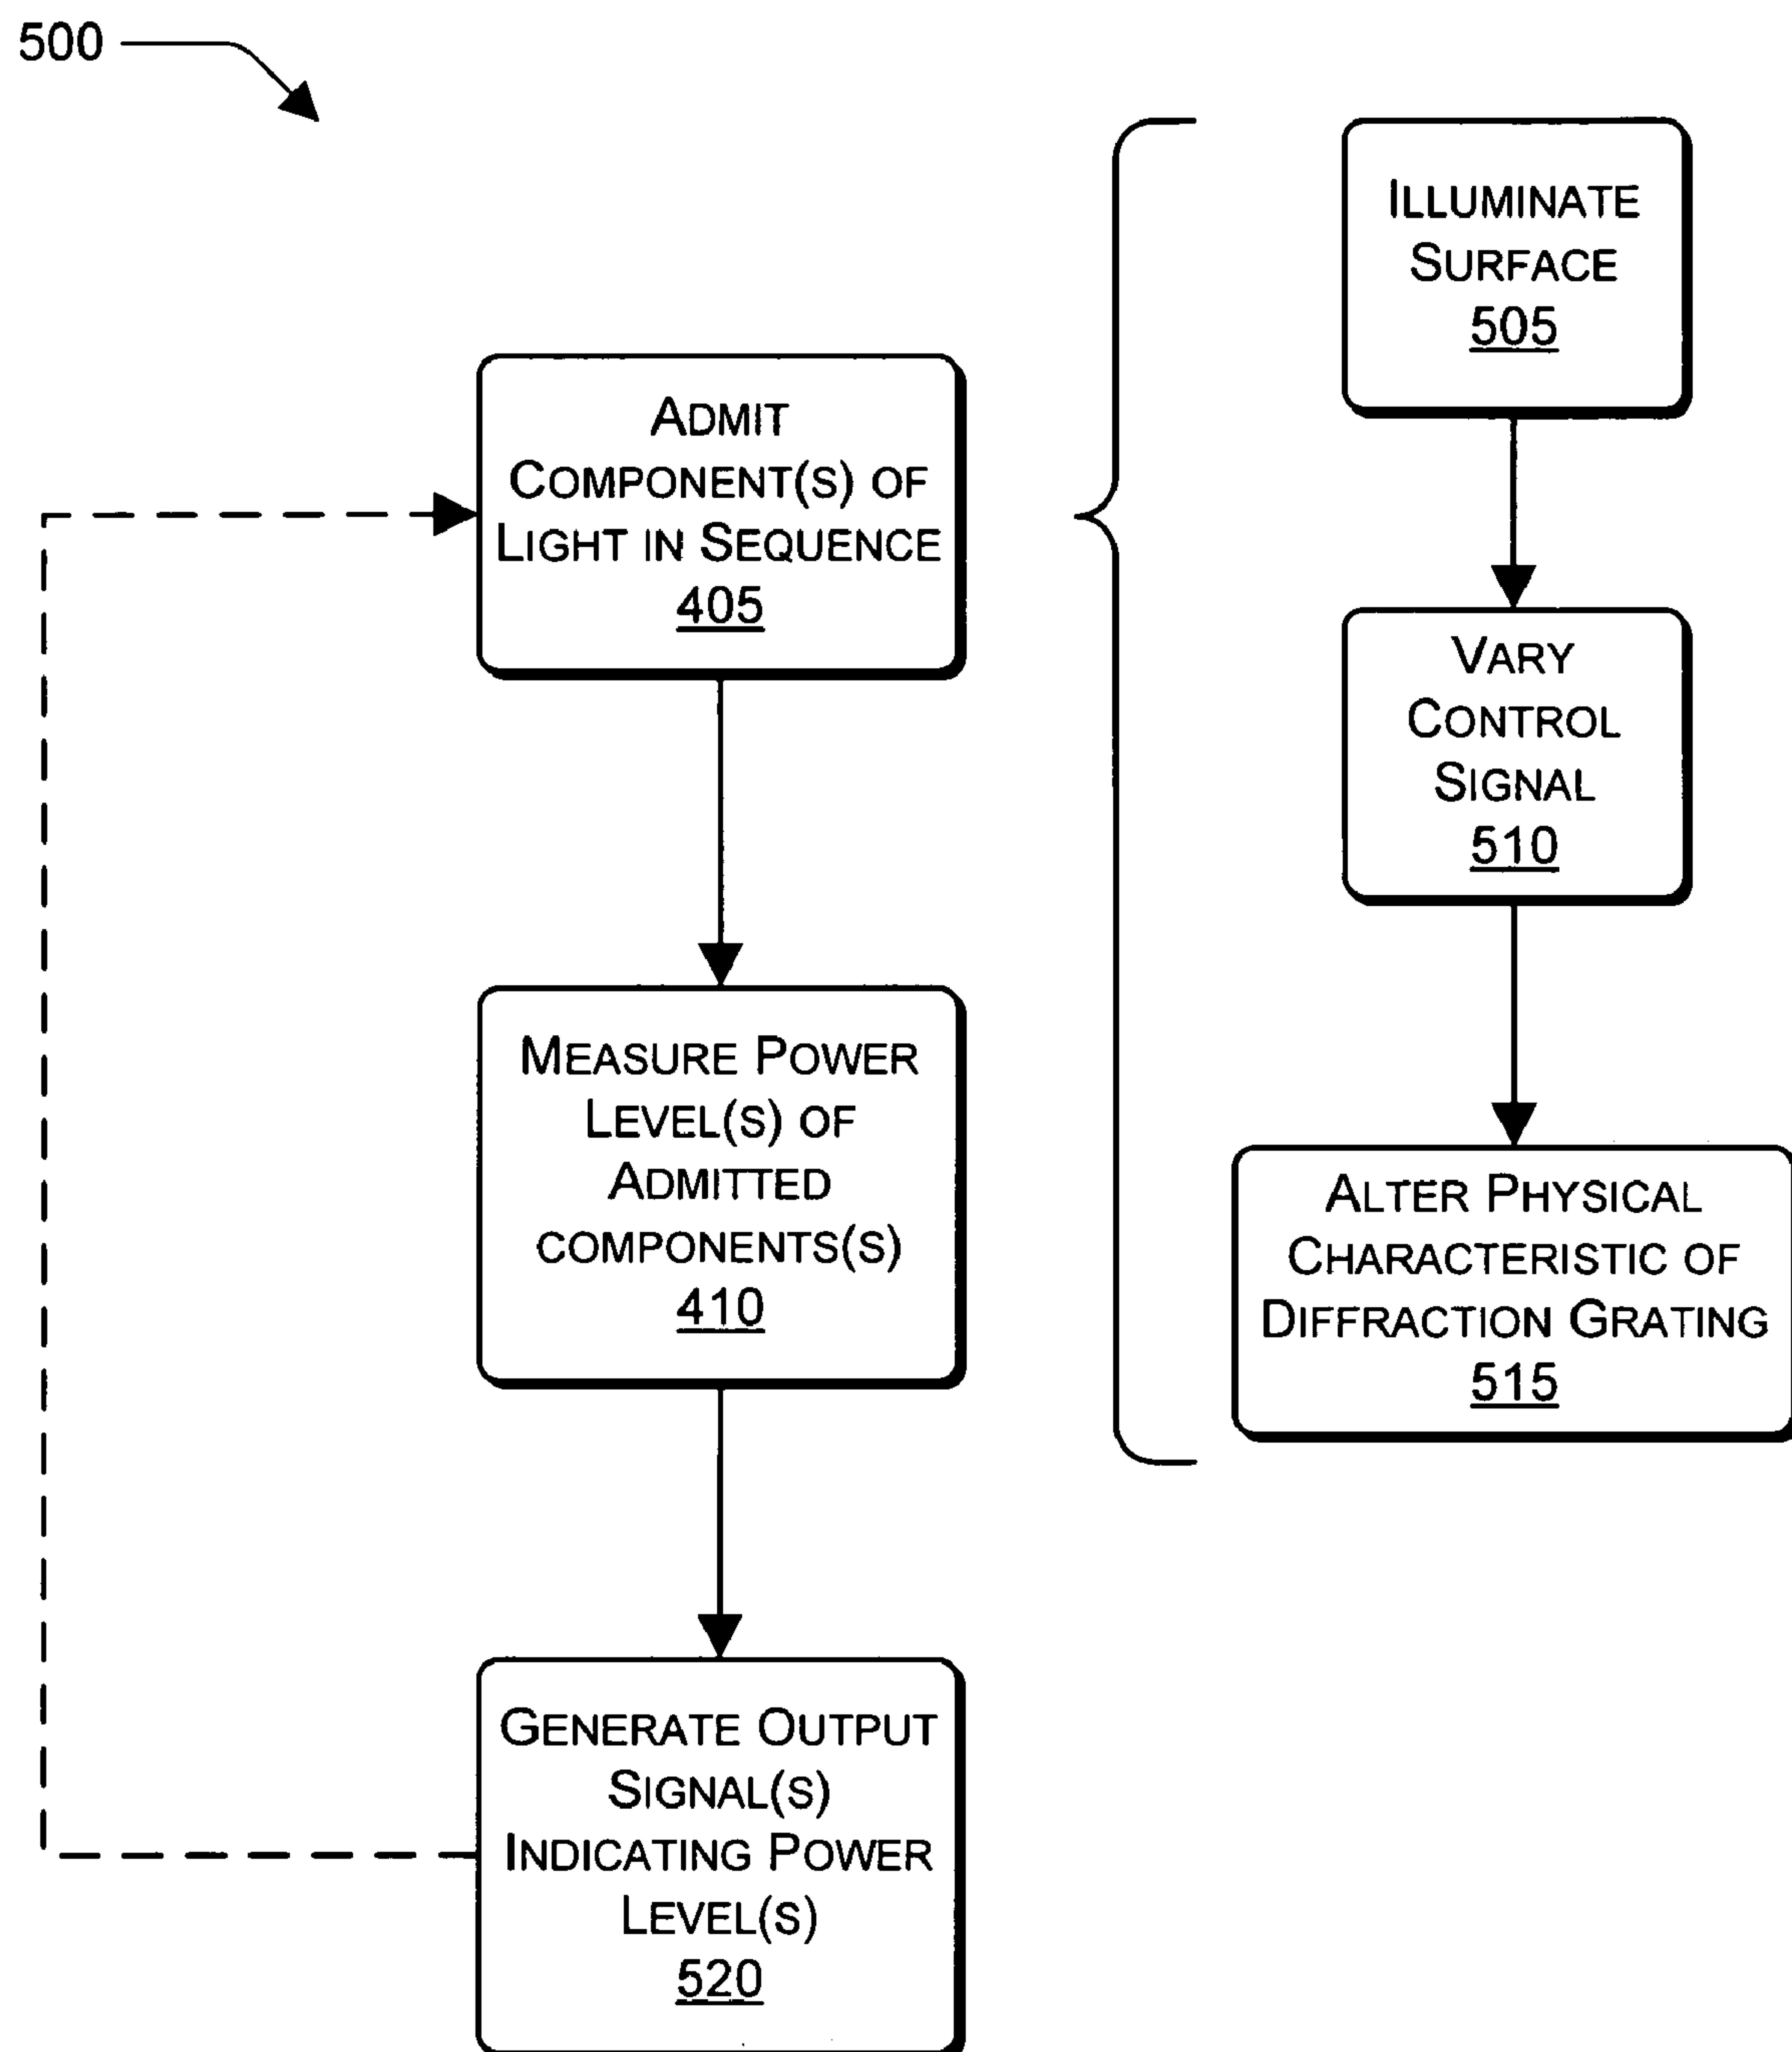 500
ADMIT
COMPONENT(S) OF
LIGHT IN SEQUENCE
405
MEASURE POWER
LEVEL(S) OF
ADMITTED
COMPONENTS(S)
410
GENERATE OUTPUT
SIGNAL(S)
INDICATING POWER
LEVEL(S)
520
ILLUMINATE
SURFACE
505
VARY
CONTROL
SIGNAL
510
ALTER PHYSICAL
CHARACTERISTIC OF
DIFFRACTION GRATING
515